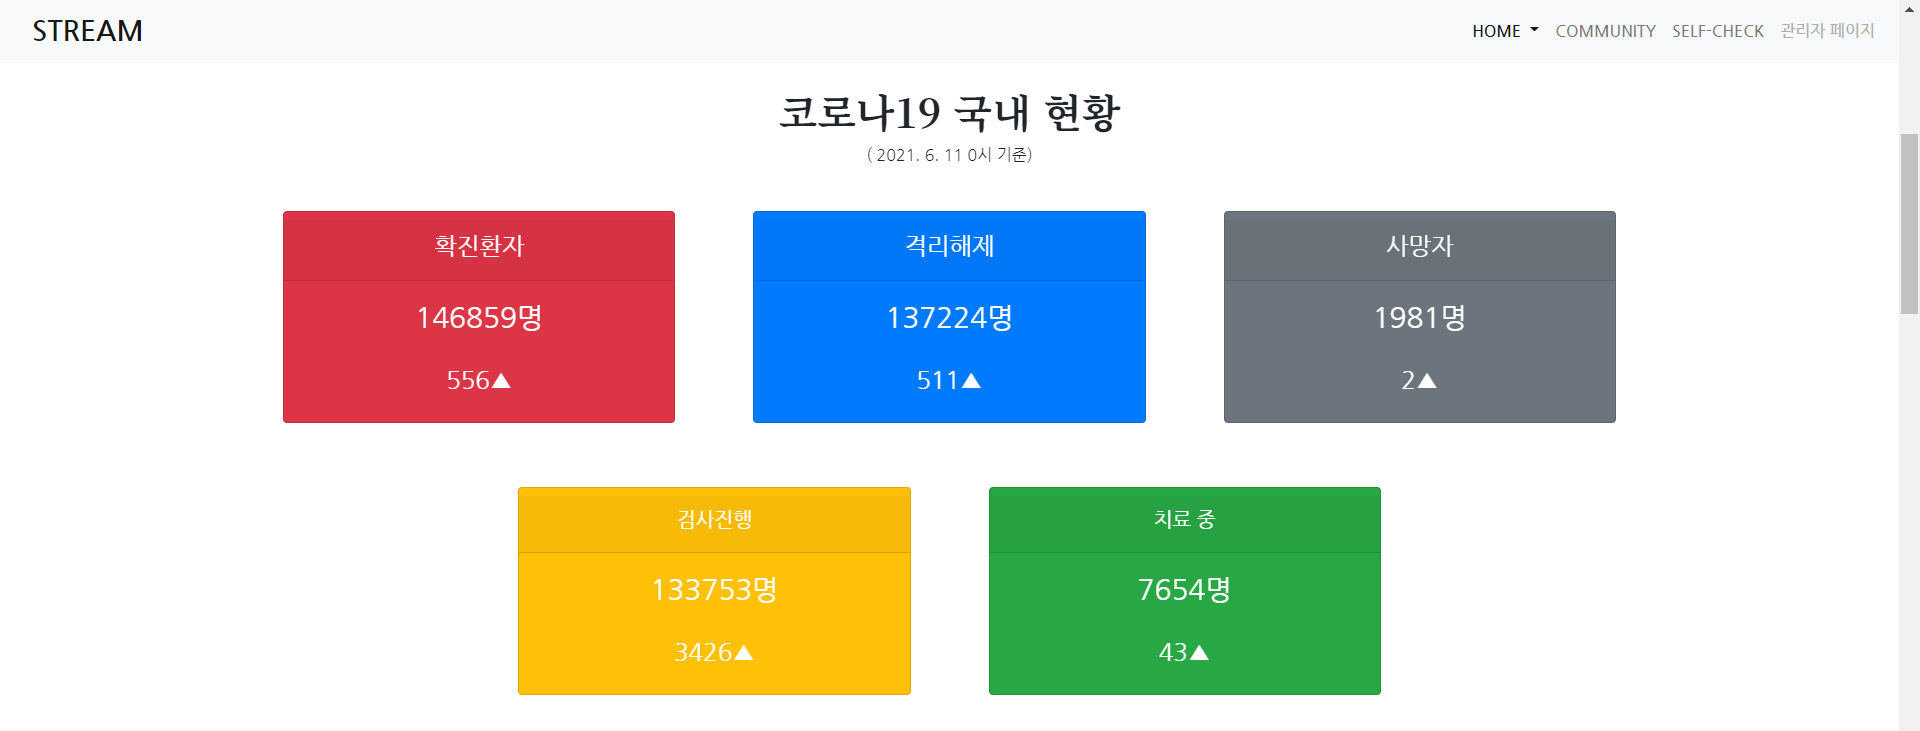 STREAM
HOME COMMUNITY SELF-CHECK 관리자 페이지
코로나19 국내 현황
( 2021. 6. 11 0시 기준)
확진환자
146859명
556▲
격리해제
137224명
511▲
사망자
1981명
2▲
검사진행
133753명
3426▲
치료 중
7654명
43▲